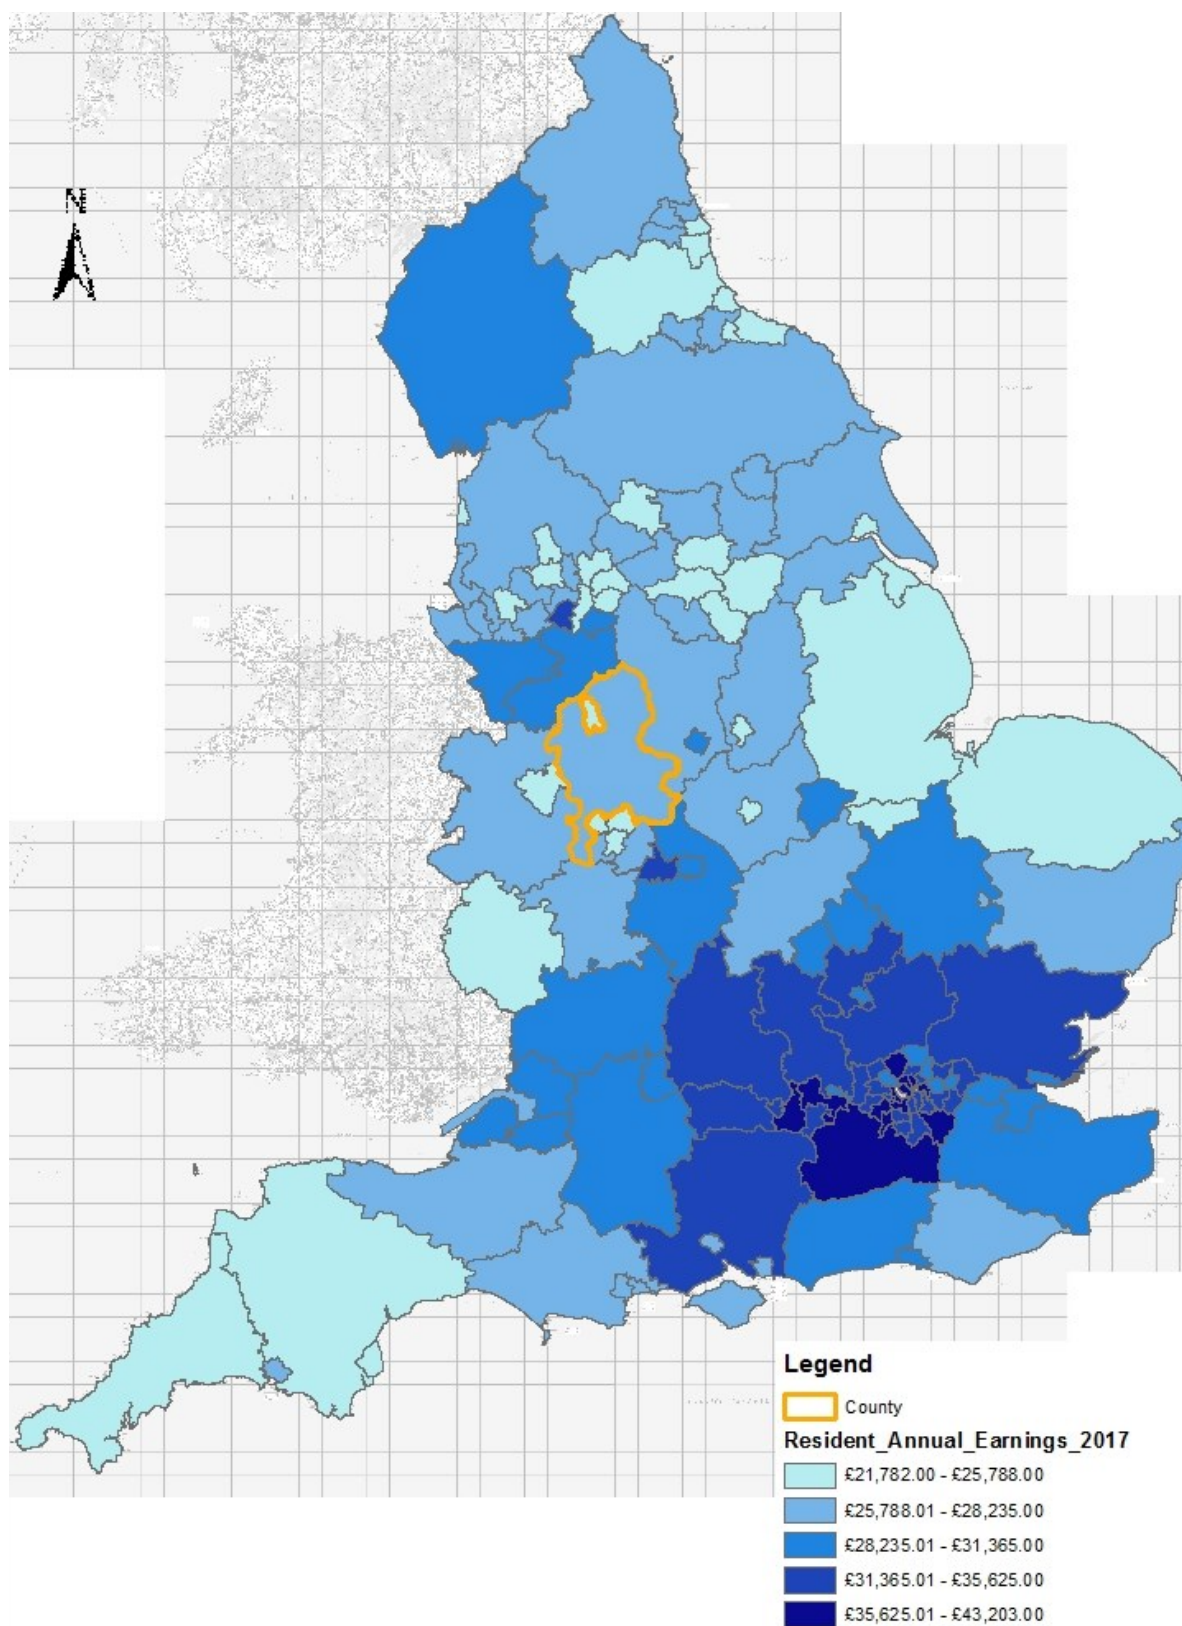 N
Legend
County
Resident_Annual_Earnings_2017
£21,782.00 - £25,788.00
£25,788.01 - £28,235.00
£28,235.01 - £31,365.00
£31,365.01 - £35,625.00
£35,625.01 - £43,203.00